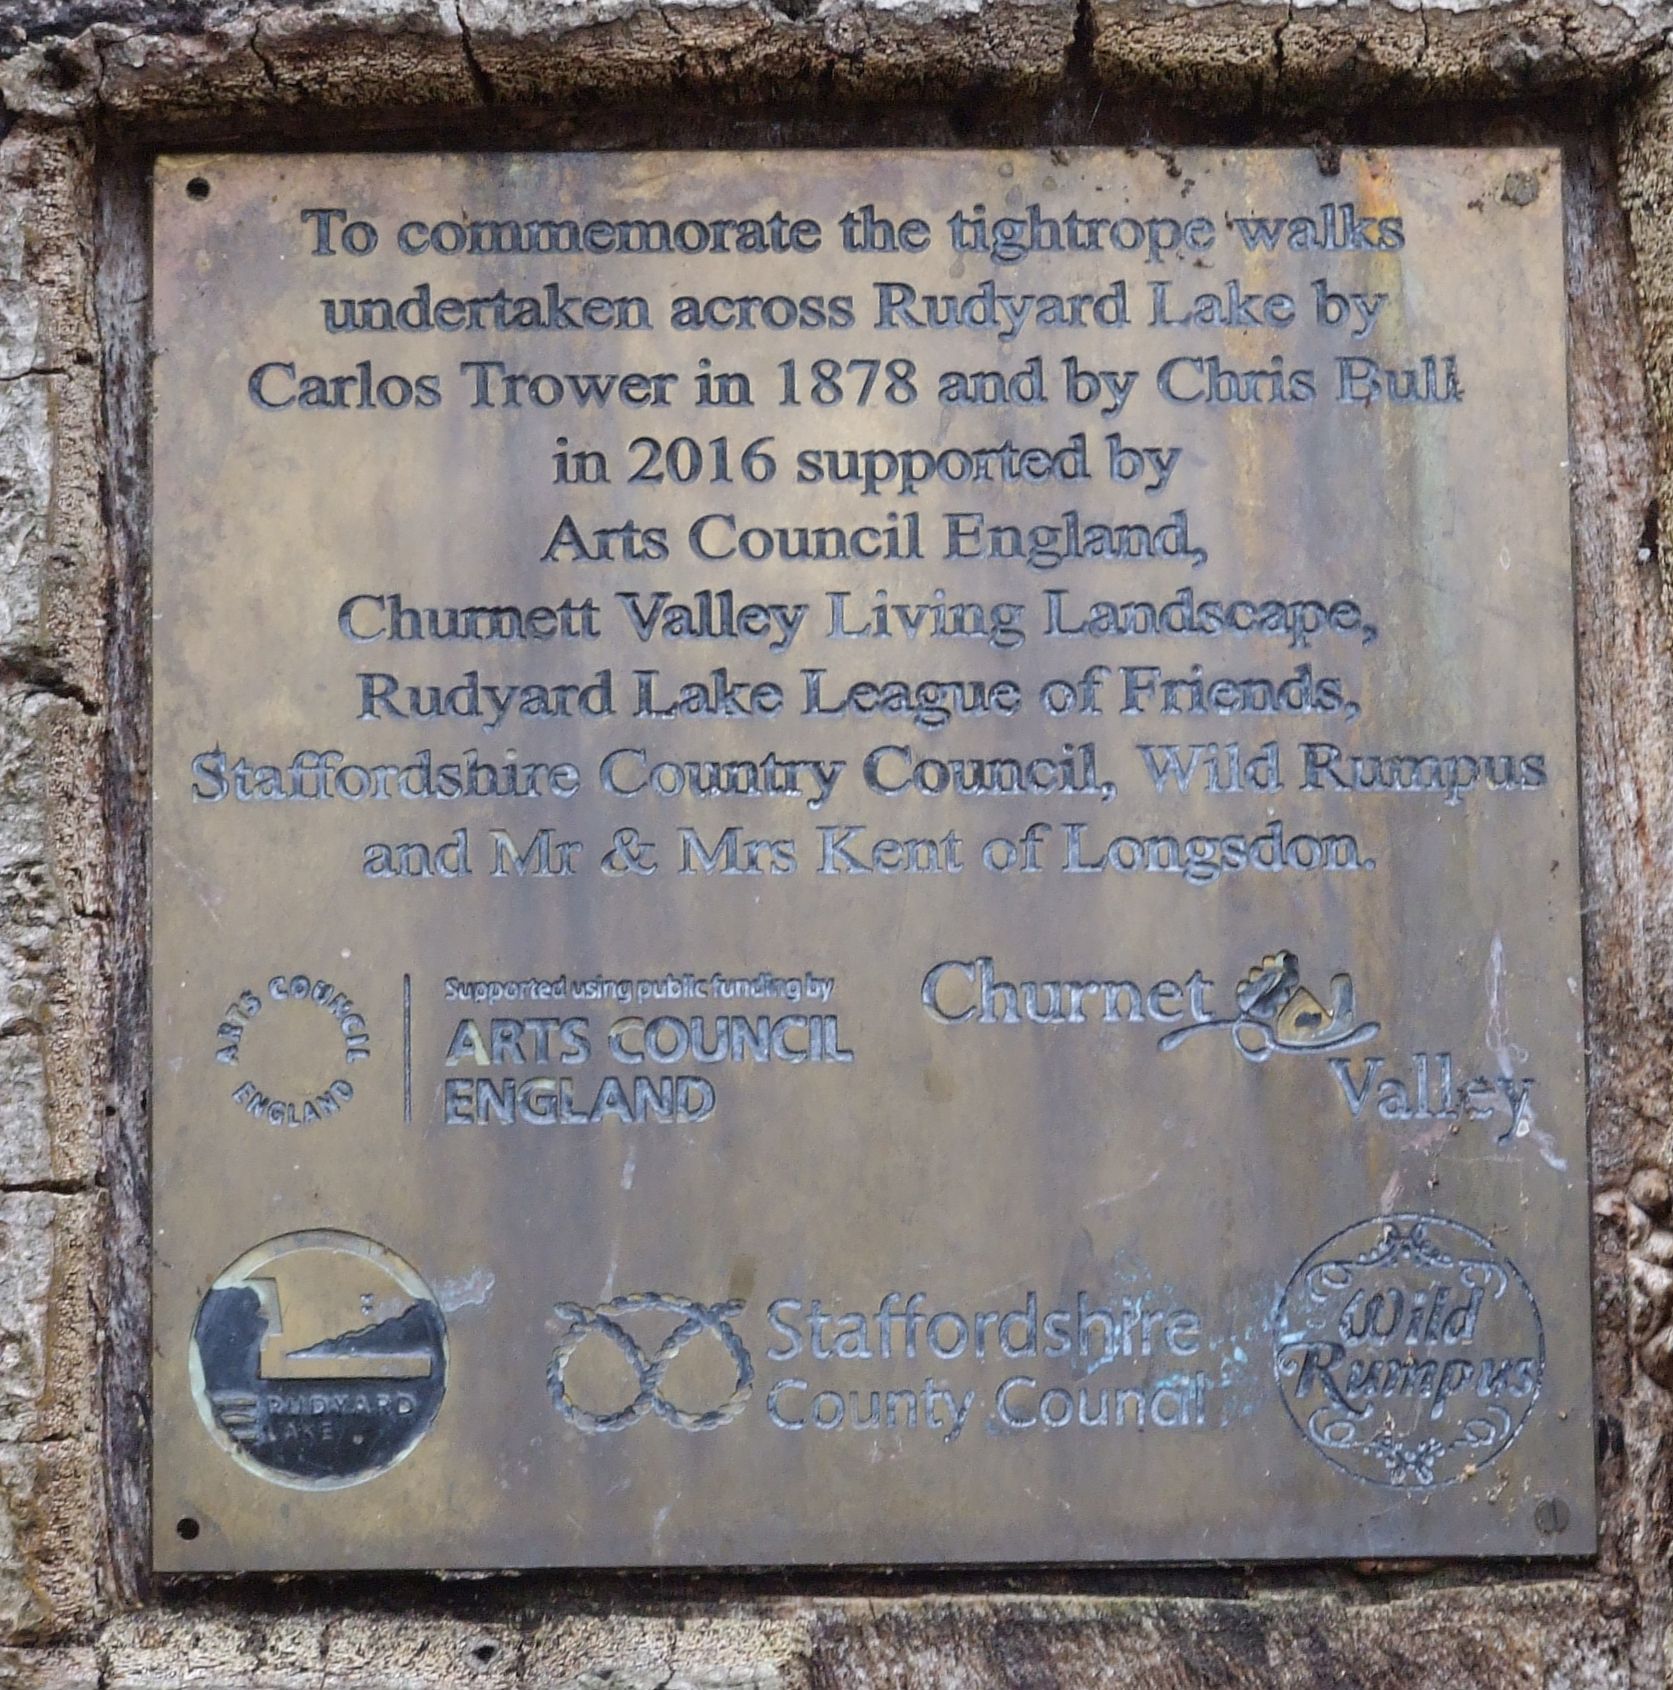 To commemorate the tightrope walks
undertaken across Rudyard Lake by
Carlos Trower in 1878 and by Chris Bull
in 2016 supported by
Arts Council England,
Churnett Valley Living Landscape,
Rudyard Lake League of Friends,
Staffordshire Country Council, Wild Rumpus
and Mr & Mrs Kent of Longsdon.
ARTS COUNCIL ENGLAND
Supported using public funding by
ARTS COUNCIL
ENGLAND
Churnet
Valley
RUDYARD
LAKE
Staffordshire
County Council
Wild
Rumpus